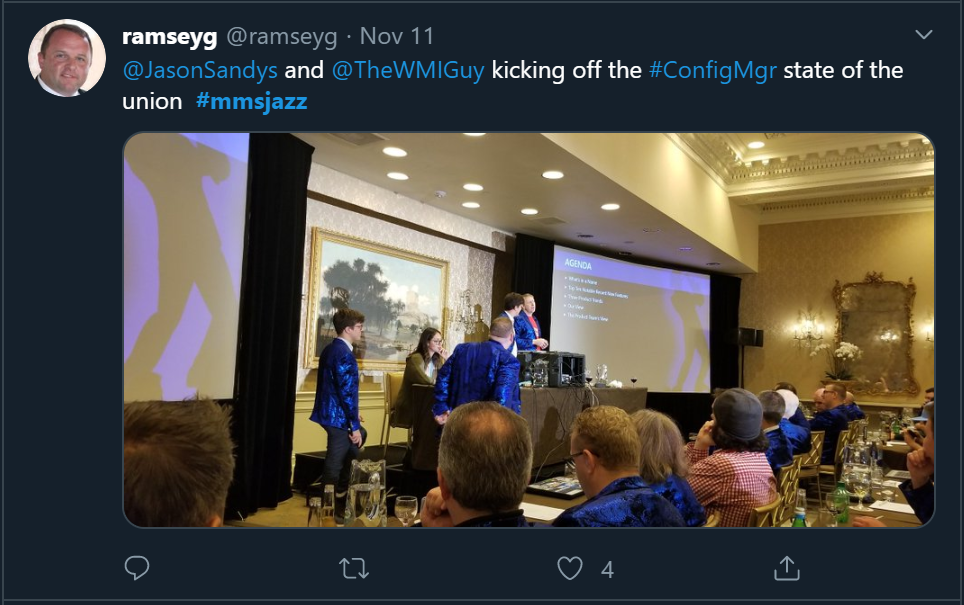 ramseyg @ramseyg · Nov 11
@JasonSandys and @TheWMIGuy kicking off the #ConfigMgr state of the
union #mmsjazz
AGENDA
4